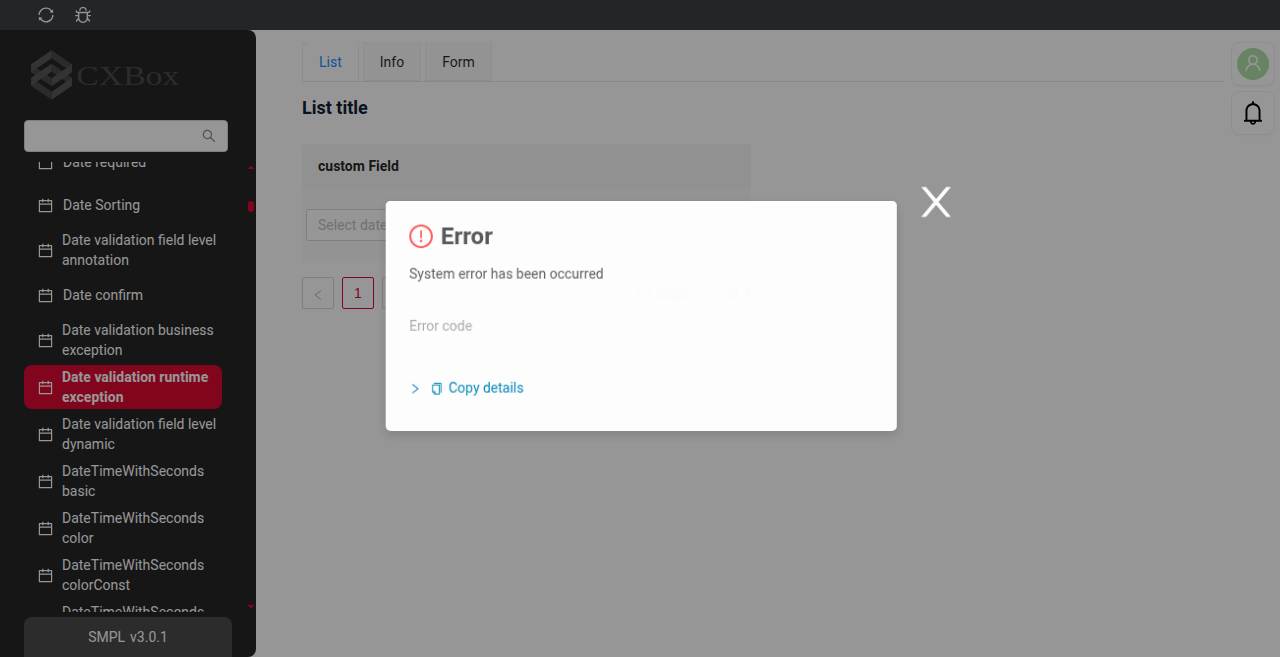 CXBox
Date required
Date Sorting
Date validation field level
annotation
Date confirm
Date validation business
exception
Date validation runtime
exception
Date validation field level
dynamic
DateTimeWithSeconds
basic
DateTimeWithSeconds
color
DateTimeWithSeconds
colorConst
DateTimeWithSeconds
SMPL v3.0.1
List
Info
Form
List title
custom Field
Select date
1
Error
System error has been occurred
Error code
Copy details